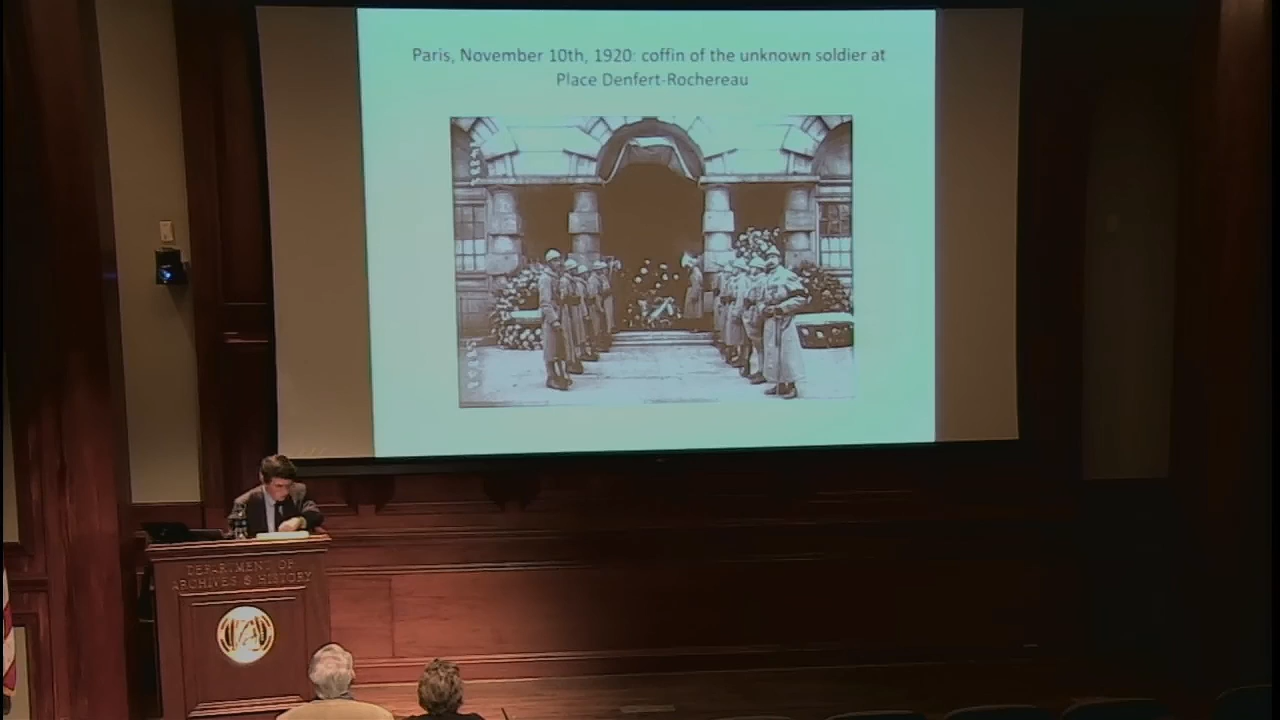 Paris, November 10th, 1920: coffin of the unknown soldier at
Place Denfert-Rochereau
DEPARTMENT OF
ARCHIVES & HISTORY